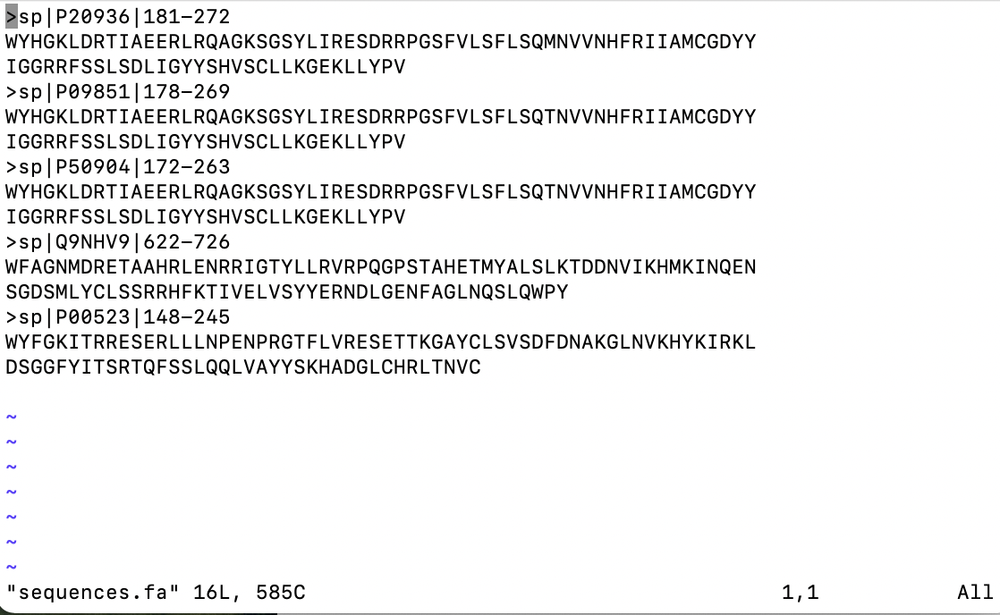 >sp|P20936|181-272
WYHGKLDRTIAEERLRQAGKSGSYLIRESDRRPGSFVLSFLSQMNVVNHFRIIAMCGDYY
IGGRRFSSLSDLIGYYSHVSCLLKGEKLLYPV
>sp|P09851|178-269
WYHGKLDRTIAEERLRQAGKSGSYLIRESDRRPGSFVLSFLSQTNVVNHFRIIAMCGDYY
IGGRRFSSLSDLIGYYSHVSCLLKGEKLLYPV
>sp|P50904|172-263
WYHGKLDRTIAEERLRQAGKSGSYLIRESDRRPGSFVLSFLSQTNVVNHFRIIAMCGDYY
IGGRRFSSLSDLIGYYSHVSCLLKGEKLLYPV
>sp|Q9NHV9|622-726
WFAGNMDRETAAHRLENRRIGTYLLRVRPQGPSTAHETMYALSLKTDDNVIKHMKINQEN
SGDSMLYCLSSRRHFKTIVELVSYYERNDLGENFAGLNQSLQWPY
>sp|P00523|148-245
WYFGKITRRESERLLLNPENPRGTFLVRESETTKGAYCLSVSDFDNAKGLNVKHYKIRKL
DSGGFYITSRTQFSSLQQLVAYYSKHADGLCHRLTNVC
~
~
~
~
~
~
~
"sequences.fa" 16L, 585C 1,1 All